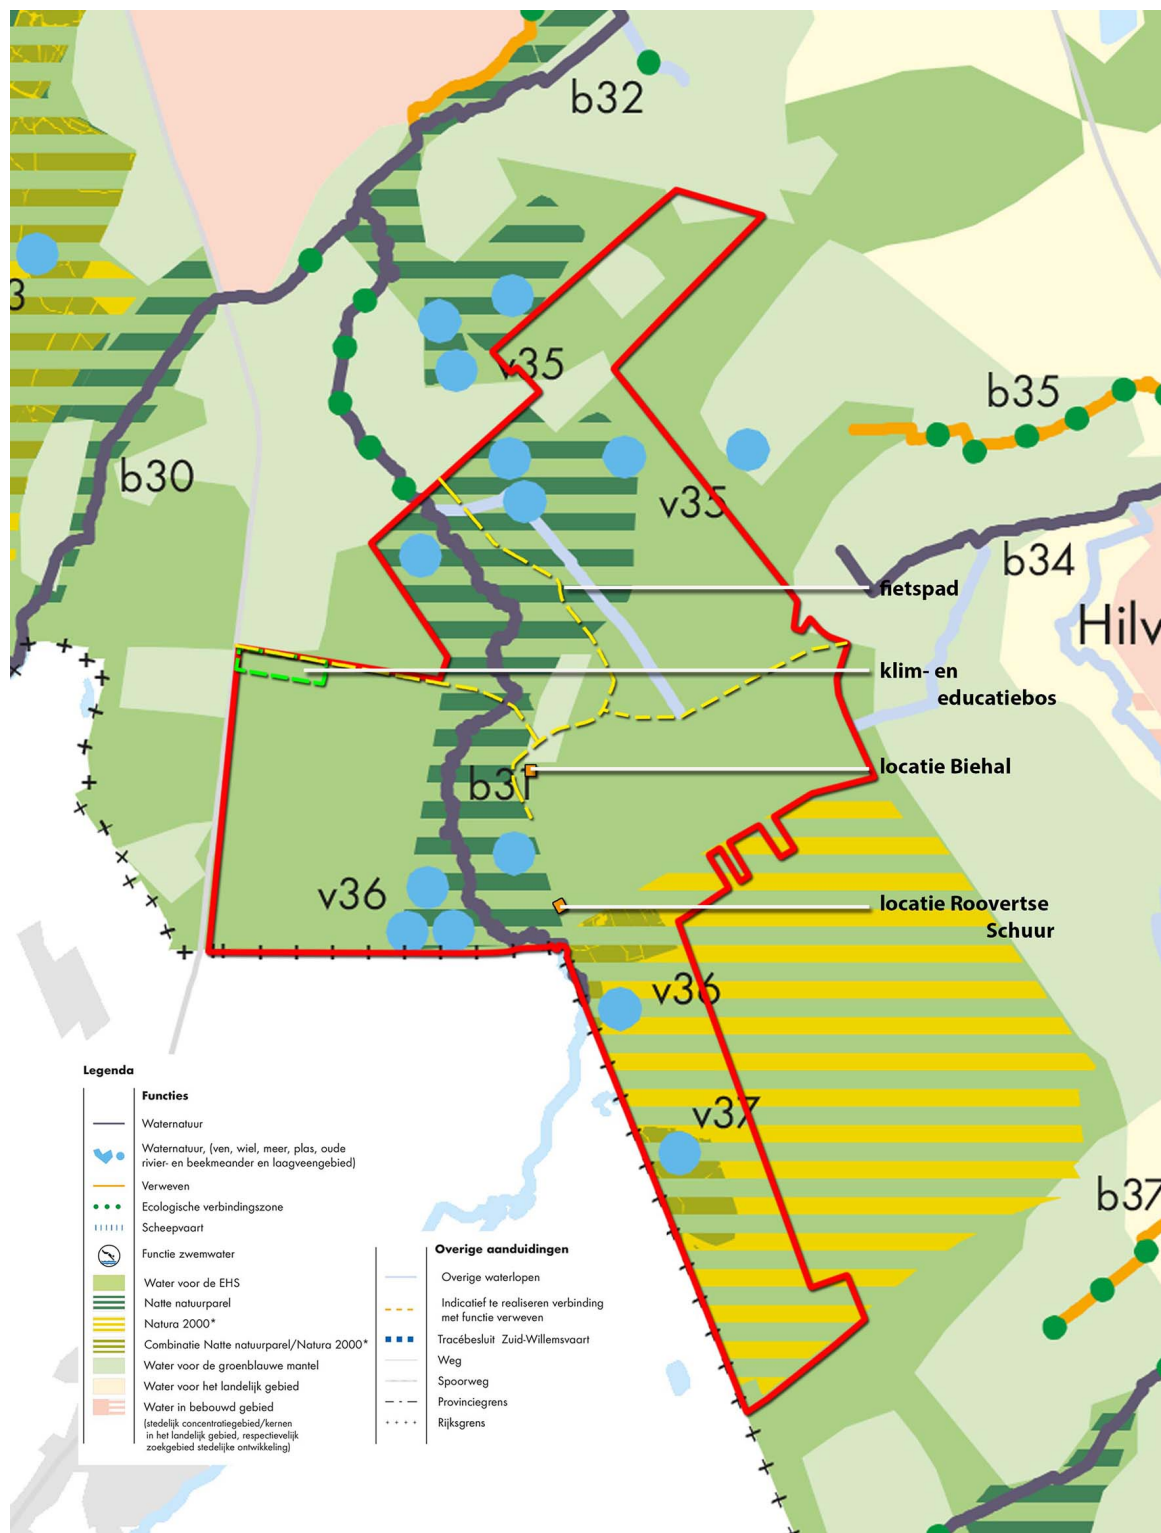 b32
3
v35
b35
b30
v35
b34
fietspad
Hilv
klim- en
educatiebos
locatie Biehal
b31
v36
locatie Roovertse
Schuur
v36
v37
b37
Legenda
Functies
Waternatuur
Waternatuur, (ven, wiel, meer, plas, oude
rivier- en beekmeander en laagveengebied)
Verweven
Ecologische verbindingszone
Scheepvaart
Functie zwemwater
Water voor de EHS
Natte natuurparel
Natura 2000*
Combinatie Natte natuurparel/Natura 2000*
Water voor de groenblauwe mantel
Water voor het landelijk gebied
Water in bebouwd gebied
(stedelijk concentratiegebied/kernen
in het landelijk gebied, respectievelijk
zoekgebied stedelijke ontwikkeling)
Overige aanduidingen
Overige waterlopen
Indicatief te realiseren verbinding
met functie verweven
Tracébesluit Zuid-Willemsvaart
Weg
Spoorweg
Provinciegrens
Rijksgrens